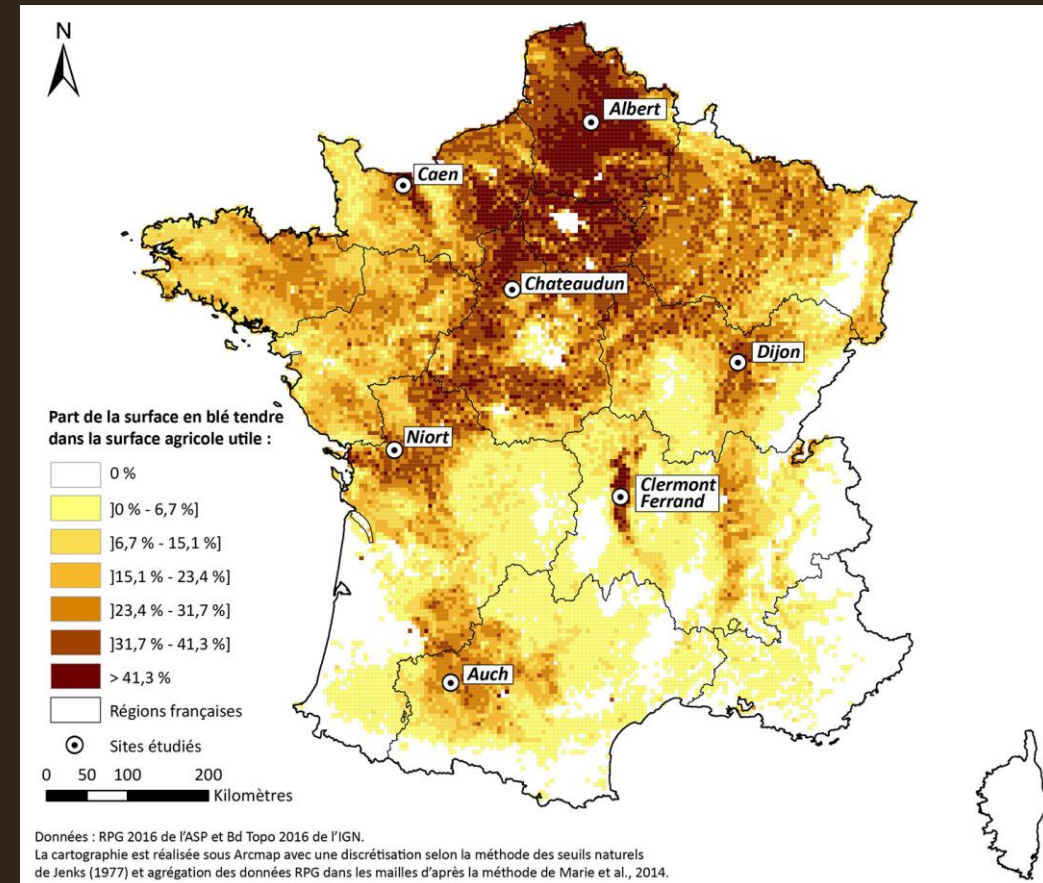 N
Albert
Caen
Chateaudun
Dijon
Niort
Clermont
Ferrand
Auch
Part de la surface en blé tendre
dans la surface agricole utile :
0 %
]0 % - 6,7 %]
]6,7 % - 15,1 %]
]15,1 % - 23,4 %]
]23,4 % - 31,7 %]
]31,7 % - 41,3 %]
> 41,3 %
Régions françaises
Sites étudiés
0 50 100 200
Kilomètres
Données : RPG 2016 de l'ASP et Bd Topo 2016 de l'IGN.
La cartographie est réalisée sous Arcmap avec une discrétisation selon la méthode des seuils naturels
de Jenks (1977) et agrégation des données RPG dans les mailles d'après la méthode de Marie et al., 2014.